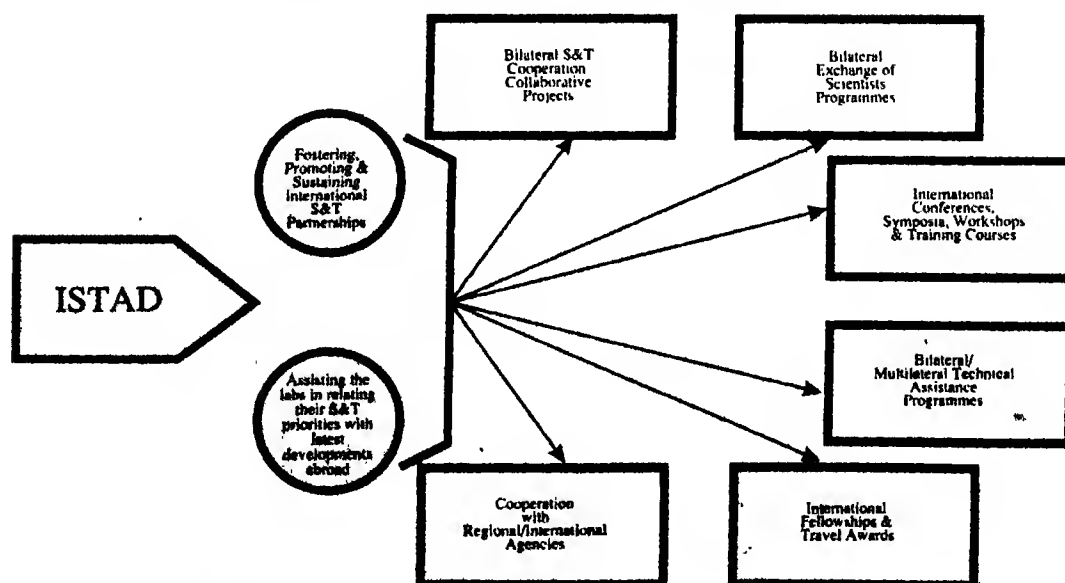 Bilateral S&T
Cooperation
Collaborative
Projects
Bilateral
Exchange of
Scientists
Programmes
Fostering,
Promoting &
Sustaining
International
S&T
Partnerships
International
Conferences,
Symposia, Workshops
& Training Courses
ISTAD
Bilateral/
Multilateral Technical
Assistance
Programmes
Assisting the
labs in relating
their S&T
priorities with
latest
developments
abroad
Cooperation
with
Regional/International
Agencies
International
Fellowships &
Travel Awards